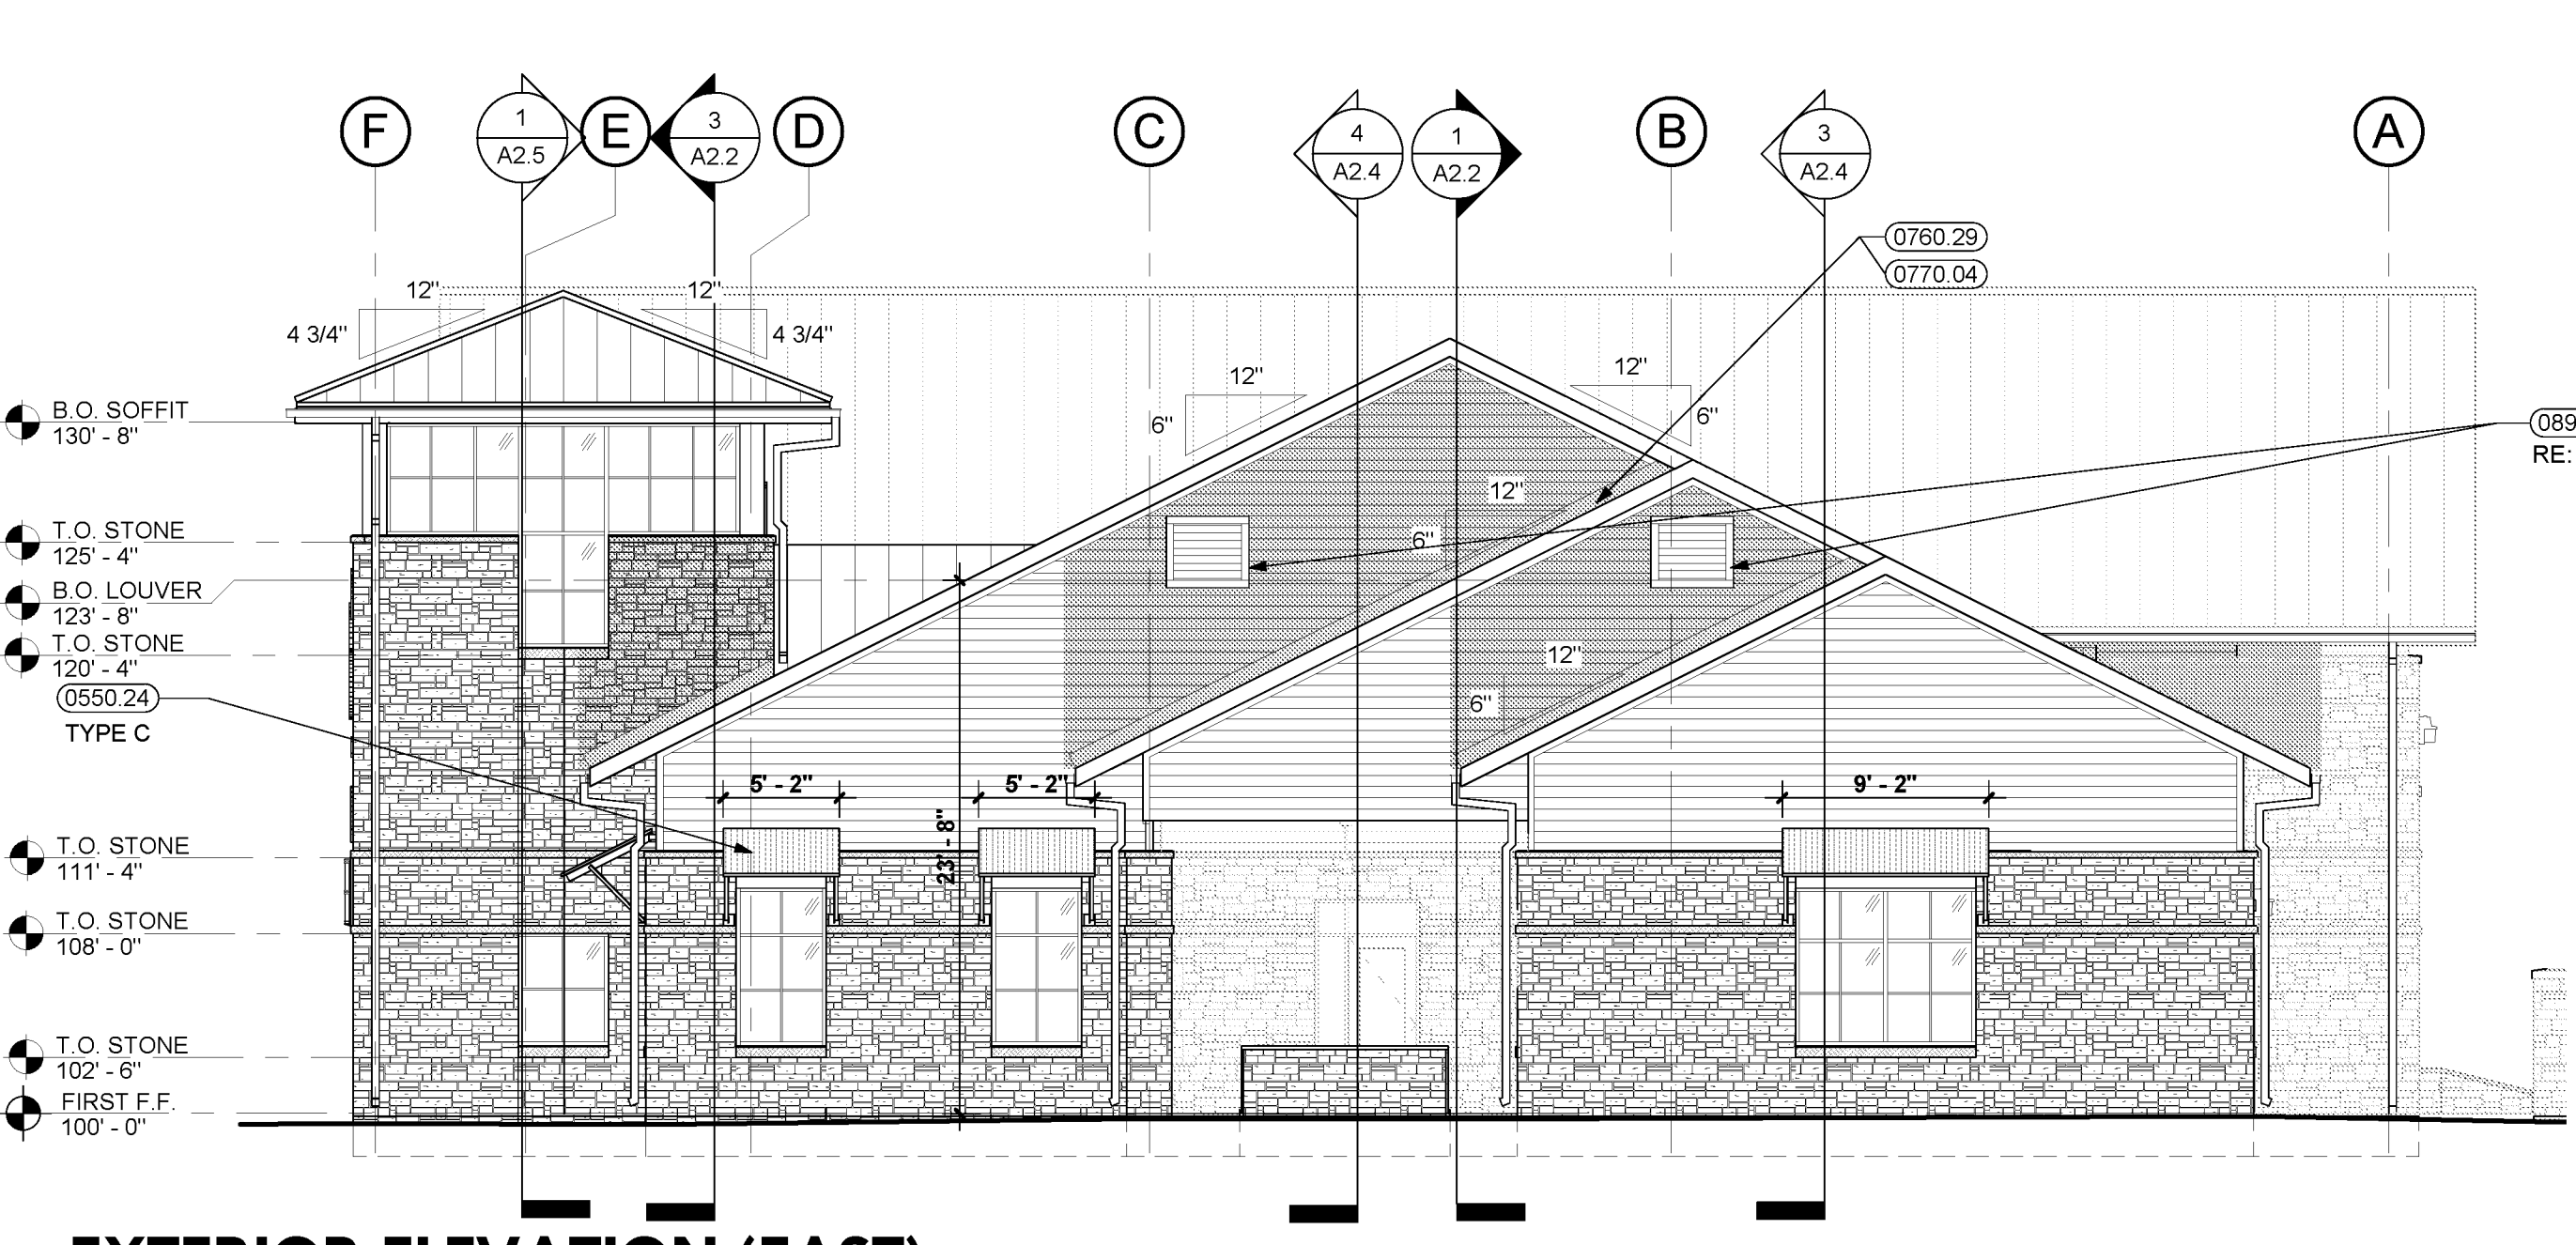 F
1
A2.5
E
3
A2.2
D
C
4
A2.4
1
A2.2
B
3
A2.4
A
0760.29
0770.04
12"
4 3/4"
12"
4 3/4"
12"
6"
12"
6"
B.O. SOFFIT
130' - 8"
089
RE:
12"
6"
T.O. STONE
125' - 4"
B.O. LOUVER
123' - 8"
T.O. STONE
120' - 4"
12"
6"
0550.24
TYPE C
5' - 2"
5' - 2"
9' - 2"
23' - 8"
T.O. STONE
111' - 4"
T.O. STONE
108' - 0"
T.O. STONE
102' - 6"
FIRST F.F.
100' - 0"
EXTERIOR ELEVATION (EAST)